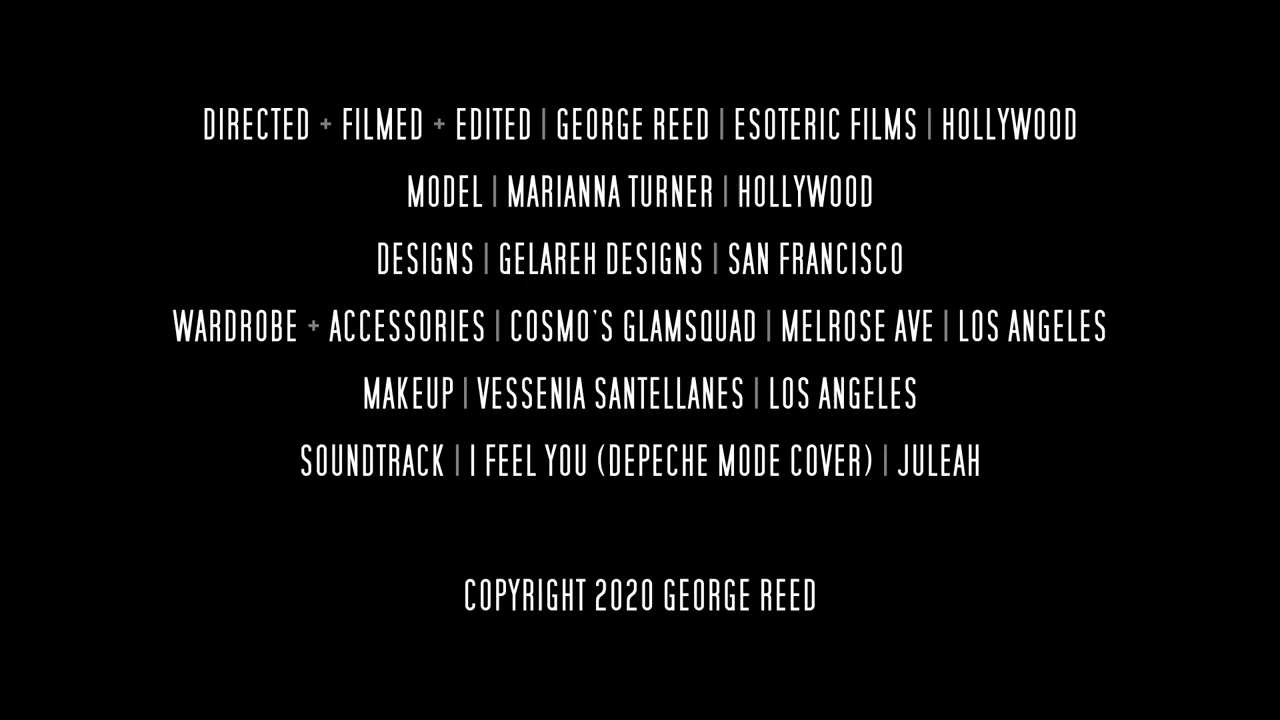 DIRECTED + FILMED + EDITED | GEORGE REED | ESOTERIC FILMS | HOLLYWOOD
MODEL | MARIANNA TURNER | HOLLYWOOD
DESIGNS | GELAREH DESIGNS | SAN FRANCISCO
WARDROBE + ACCESSORIES | COSMO'S GLAMSQUAD | MELROSE AVE | LOS ANGELES
MAKEUP | VESSENIA SANTELLANES | LOS ANGELES
SOUNDTRACK | I FEEL YOU (DEPECHE MODE COVER) | JULEAH
COPYRIGHT 2020 GEORGE REED